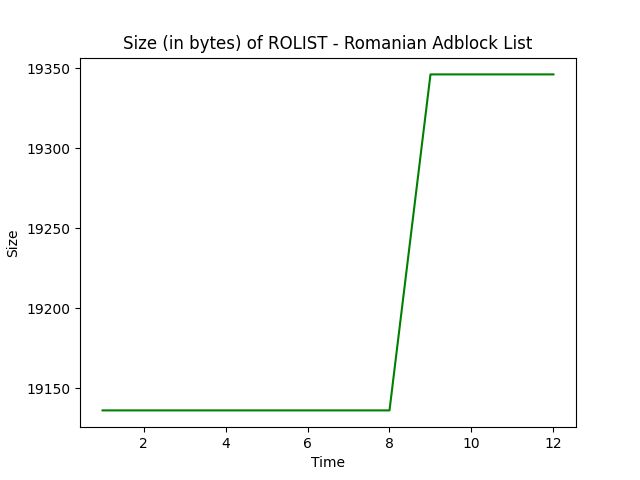 Size (in bytes) of ROLIST - Romanian Adblock List
19350
19300
19250
19200
19150
Size
2 4 6 8 10 12
Time